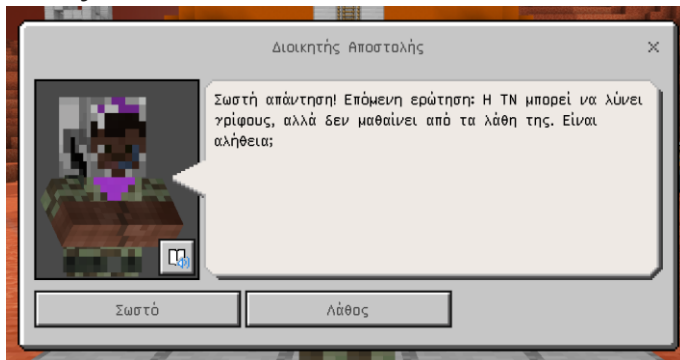 Διοικητής Αποστολής
Σωστή απάντηση! Επόμενη ερώτηση: Η ΤΝ μπορεί να λύνει
γρίφους, αλλά δεν μαθαίνει από τα λάθη της. Είναι
αλήθεια;
Σωστό
Λάθος